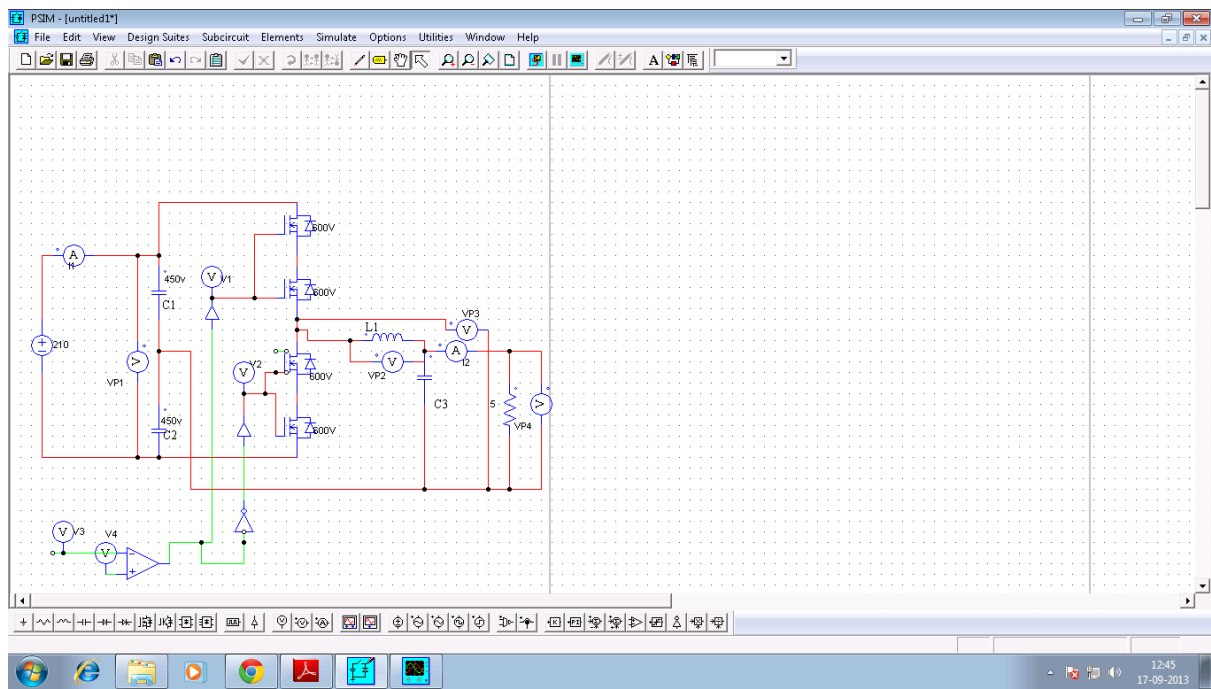 PSIM - [untitled1*]
File Edit View Design Suites Subcircuit Elements Simulate Options Utilities Window Help
A
600V
A
I1
450v
C1
V
V1
600V
VP3
V
L1
A
I2
210
V
VP1
V
V2
V
VP2
600V
C3
5
V
VP4
450v
C2
600V
V
V3
V4
V
K
12:45
17-09-2013